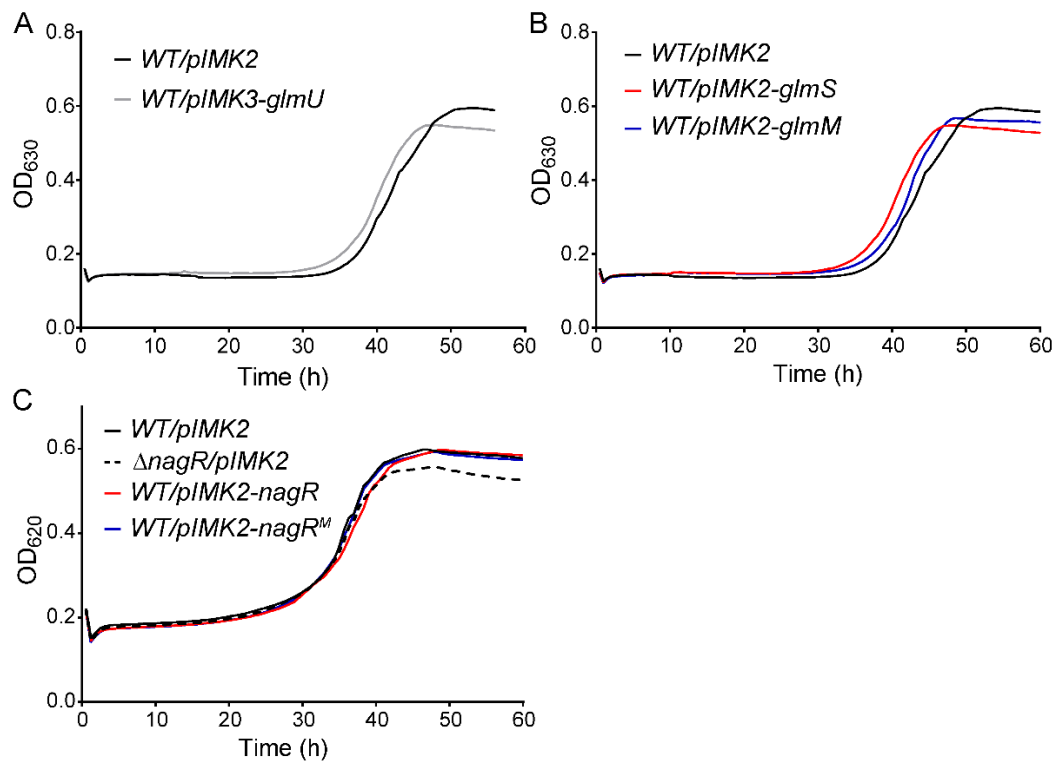 A
WT/pIMK2
WT/pIMK3-glmU
0.8
0.6
0.4
0.2
0.0
OD630
0 10 20 30 40 50 60
Time (h)
B
WT/pIMK2
WT/pIMK2-glmS
WT/pIMK2-glmM
0.8
0.6
0.4
0.2
0.0
OD630
0 10 20 30 40 50 60
Time (h)
C
WT/pIMK2
ΔnagR/pIMK2
WT/pIMK2-nagR
WT/pIMK2-nagRᴹ
0.6
0.4
0.2
0.0
OD620
0 10 20 30 40 50 60
Time (h)